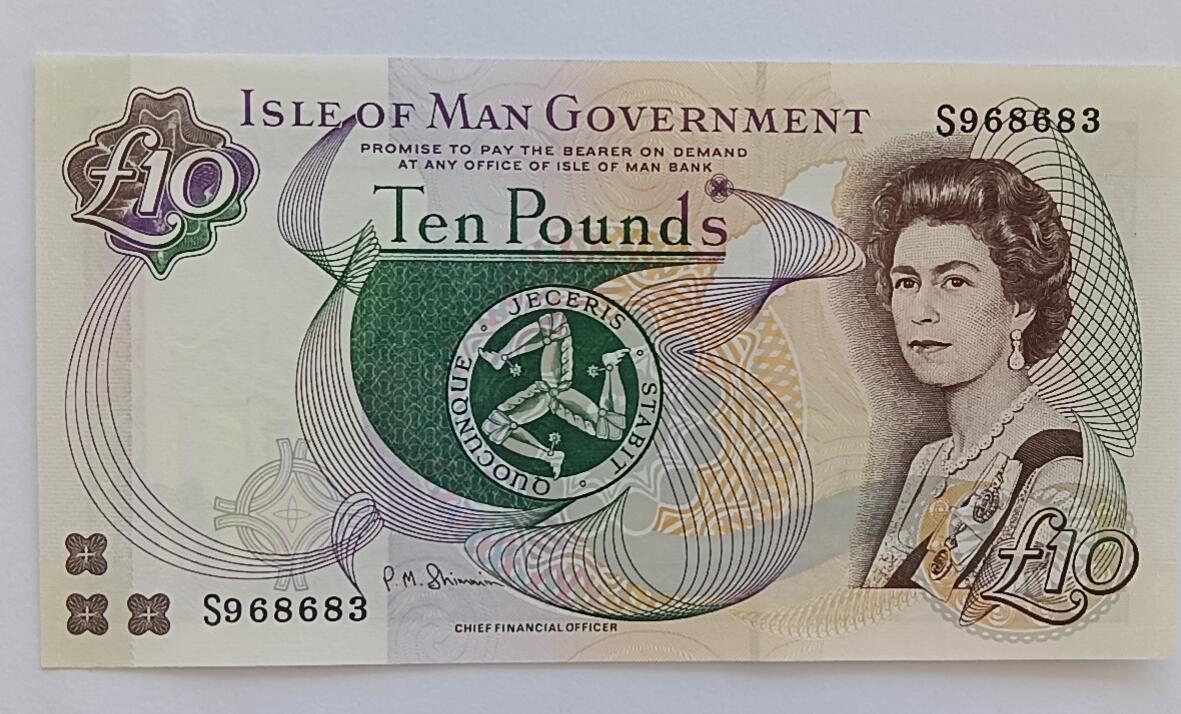 £10
ISLE OF MAN GOVERNMENT
S968683
PROMISE TO PAY THE BEARER ON DEMAND
AT ANY OFFICE OF ISLE OF MAN BANK
Ten Pounds
QUOCUNQUE · JECERIS · STABIT ·
P. M. Shimmin
S968683
CHIEF FINANCIAL OFFICER
£10